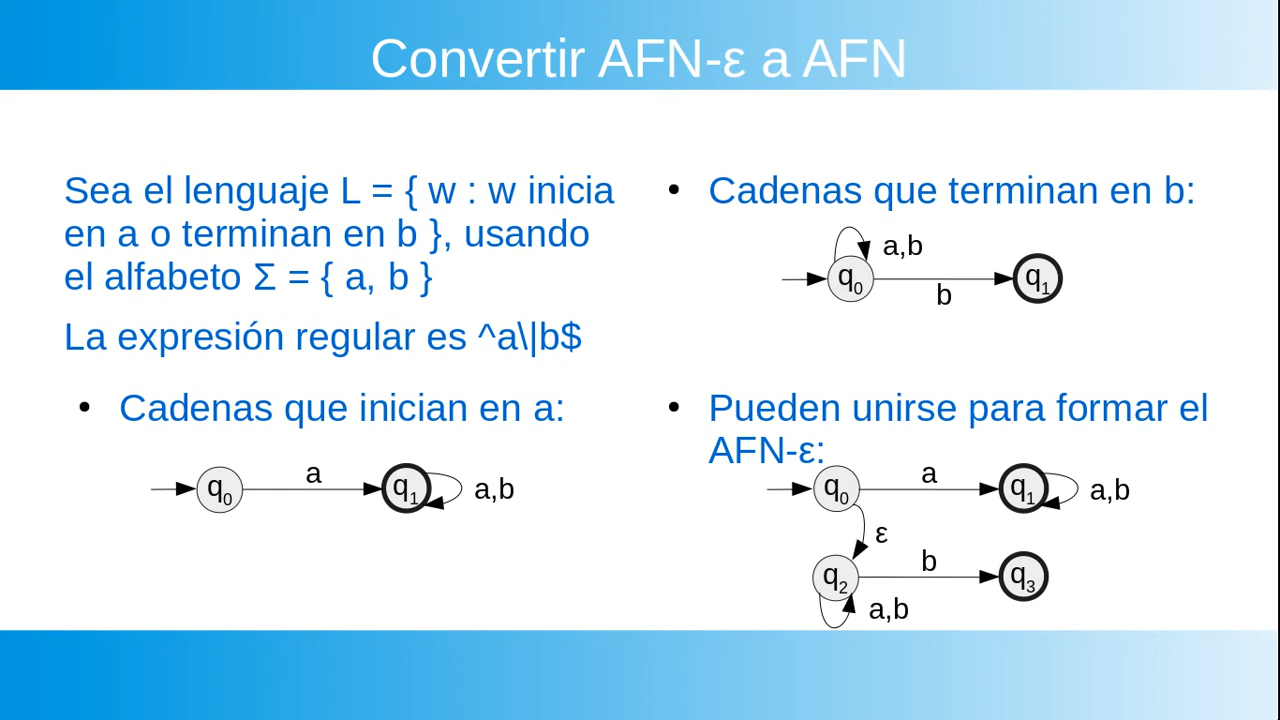 Convertir AFN-ε a AFN
Sea el lenguaje L = { w : w inicia
en a o terminan en b }, usando
el alfabeto Σ = { a, b }
La expresión regular es ^a\|b$
• Cadenas que inician en a:
q0 a q1 a,b
• Cadenas que terminan en b:
a,b
q0 b q1
• Pueden unirse para formar el
AFN-ε:
q0 a q1 a,b
ε
q2 b q3
a,b